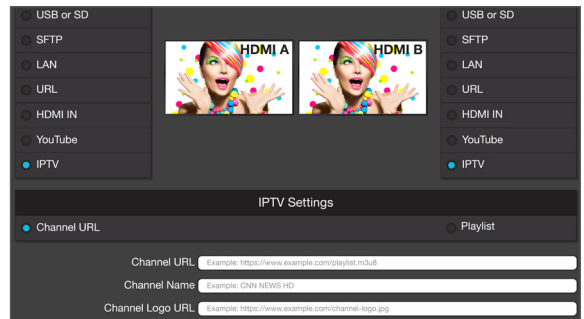 USB or SD
SFTP
LAN
URL
HDMI IN
YouTube
IPTV
HDMI A
HDMI B
USB or SD
SFTP
LAN
URL
HDMI IN
YouTube
IPTV
IPTV Settings
Channel URL
Playlist
Channel URL Example: https://www.example.com/playlist.m3u8
Channel Name Example: CNN NEWS HD
Channel Logo URL Example: https://www.example.com/channel-logo.jpg